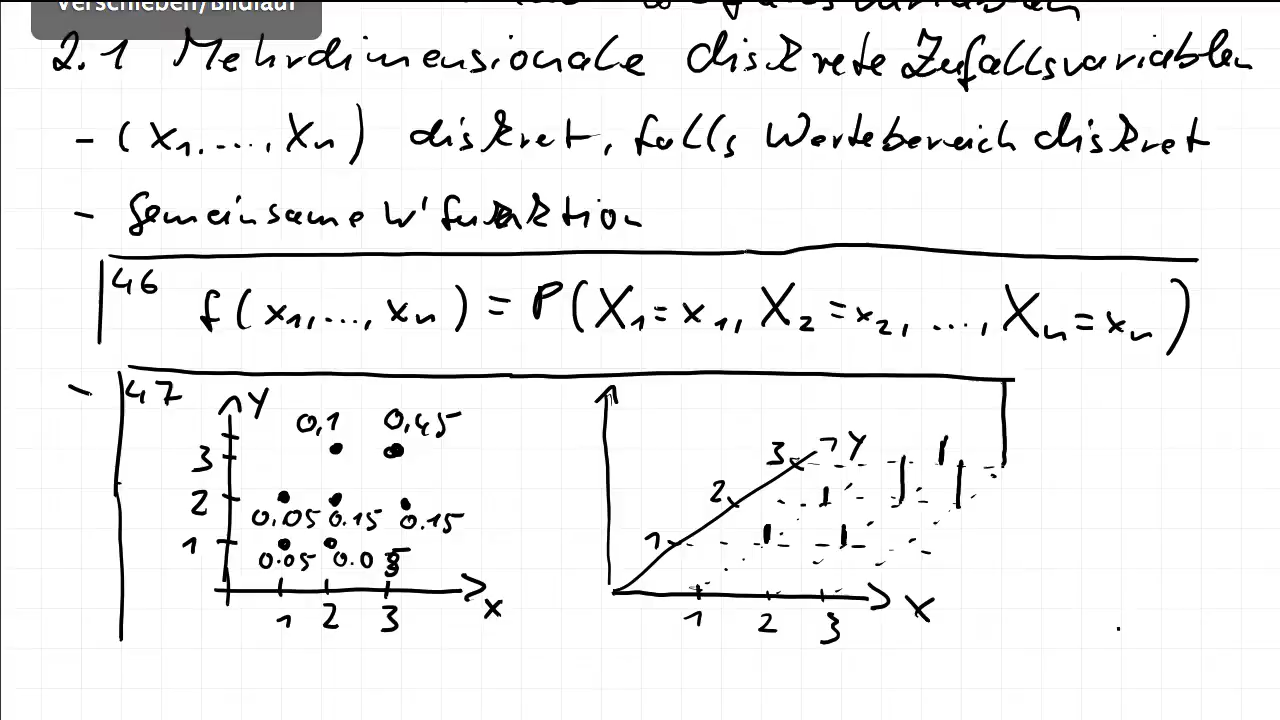 Verschieben/Bildlauf
2.1 Mehrdimensionale diskrete Zufallsvariablen
- (X1,...,Xn) diskret, falls Wertebereich diskret
- gemeinsame W'funktion
46 f(x1,...,xn) = P(X1=x1, X2=x2,...,Xn=xn)
- 47
Y
0,1 0,45
3
2
0.05 0.15 0.15
1
0.05 0.05
1 2 3
X
3 Y
2
1
1 2 3
X